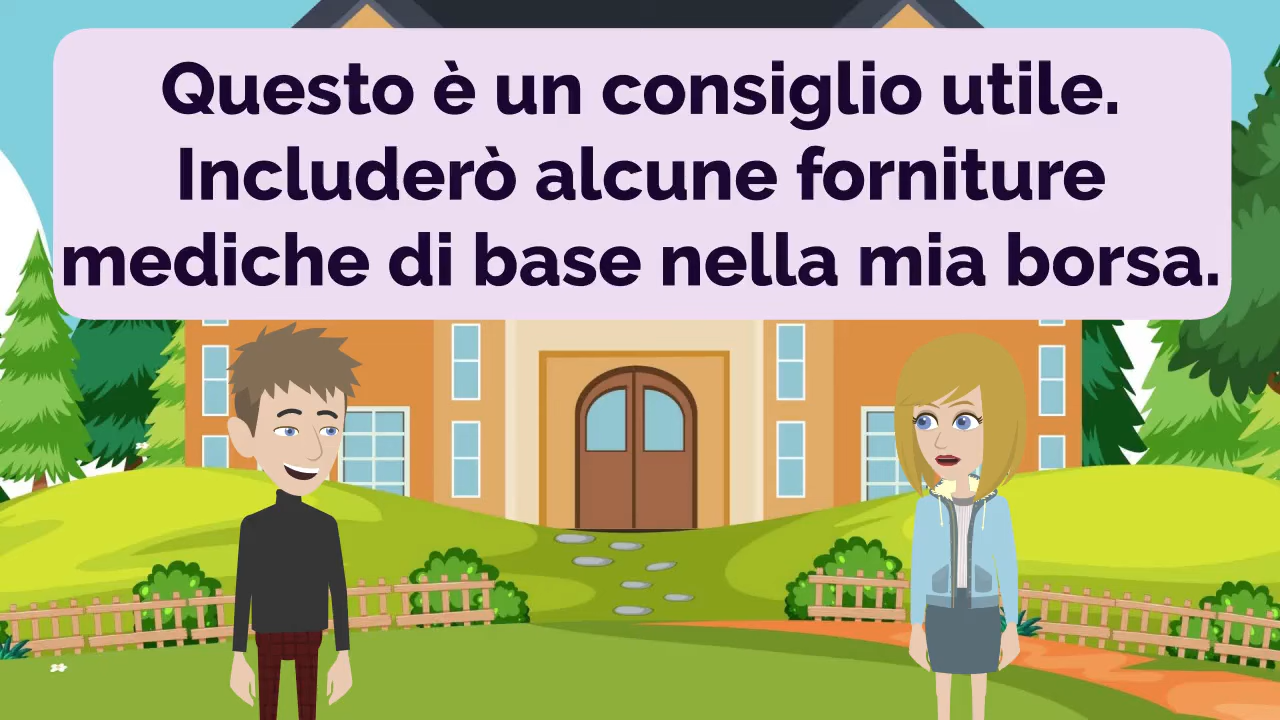 Questo è un consiglio utile.
Includerò alcune forniture
mediche di base nella mia borsa.